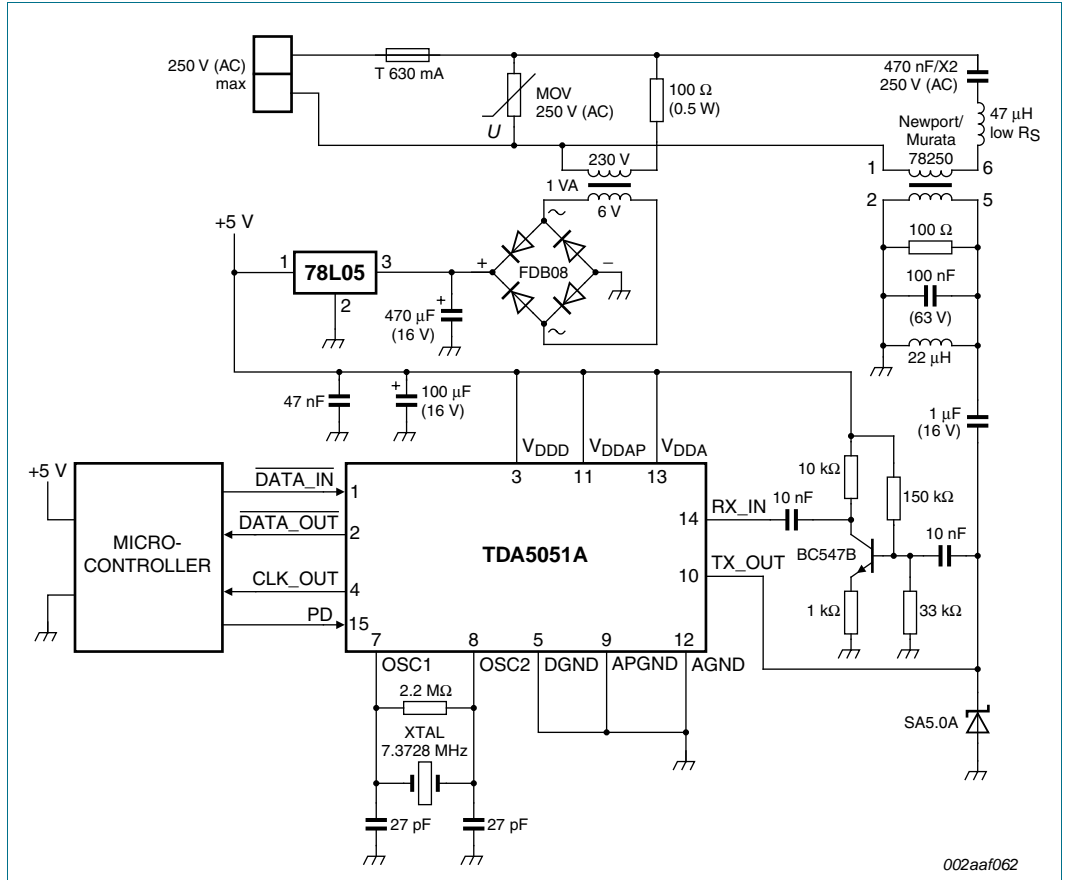 250 V (AC)
max
T 630 mA
MOV
250 V (AC)
U
100 Ω
(0.5 W)
470 nF/X2
250 V (AC)
47 μH
low RS
Newport/
Murata
78250
1
6
2
5
230 V
1 VA
6 V
100 Ω
100 nF
(63 V)
22 μH
+5 V
1
78L05
3
2
+
470 μF
(16 V)
+
∼
FDB08
−
∼
47 nF
+
100 μF
(16 V)
1 μF
(16 V)
+5 V
MICRO-
CONTROLLER
DATA_IN
1
DATA_OUT
2
CLK_OUT
4
PD
15
VDDD
VDDAP
VDDA
3
11
13
TDA5051A
14
RX_IN
10
TX_OUT
10 nF
10 kΩ
150 kΩ
10 nF
BC547B
1 kΩ
33 kΩ
SA5.0A
7
8
5
9
12
OSC1
OSC2
DGND
APGND
AGND
2.2 MΩ
XTAL
7.3728 MHz
27 pF
27 pF
002aaf062